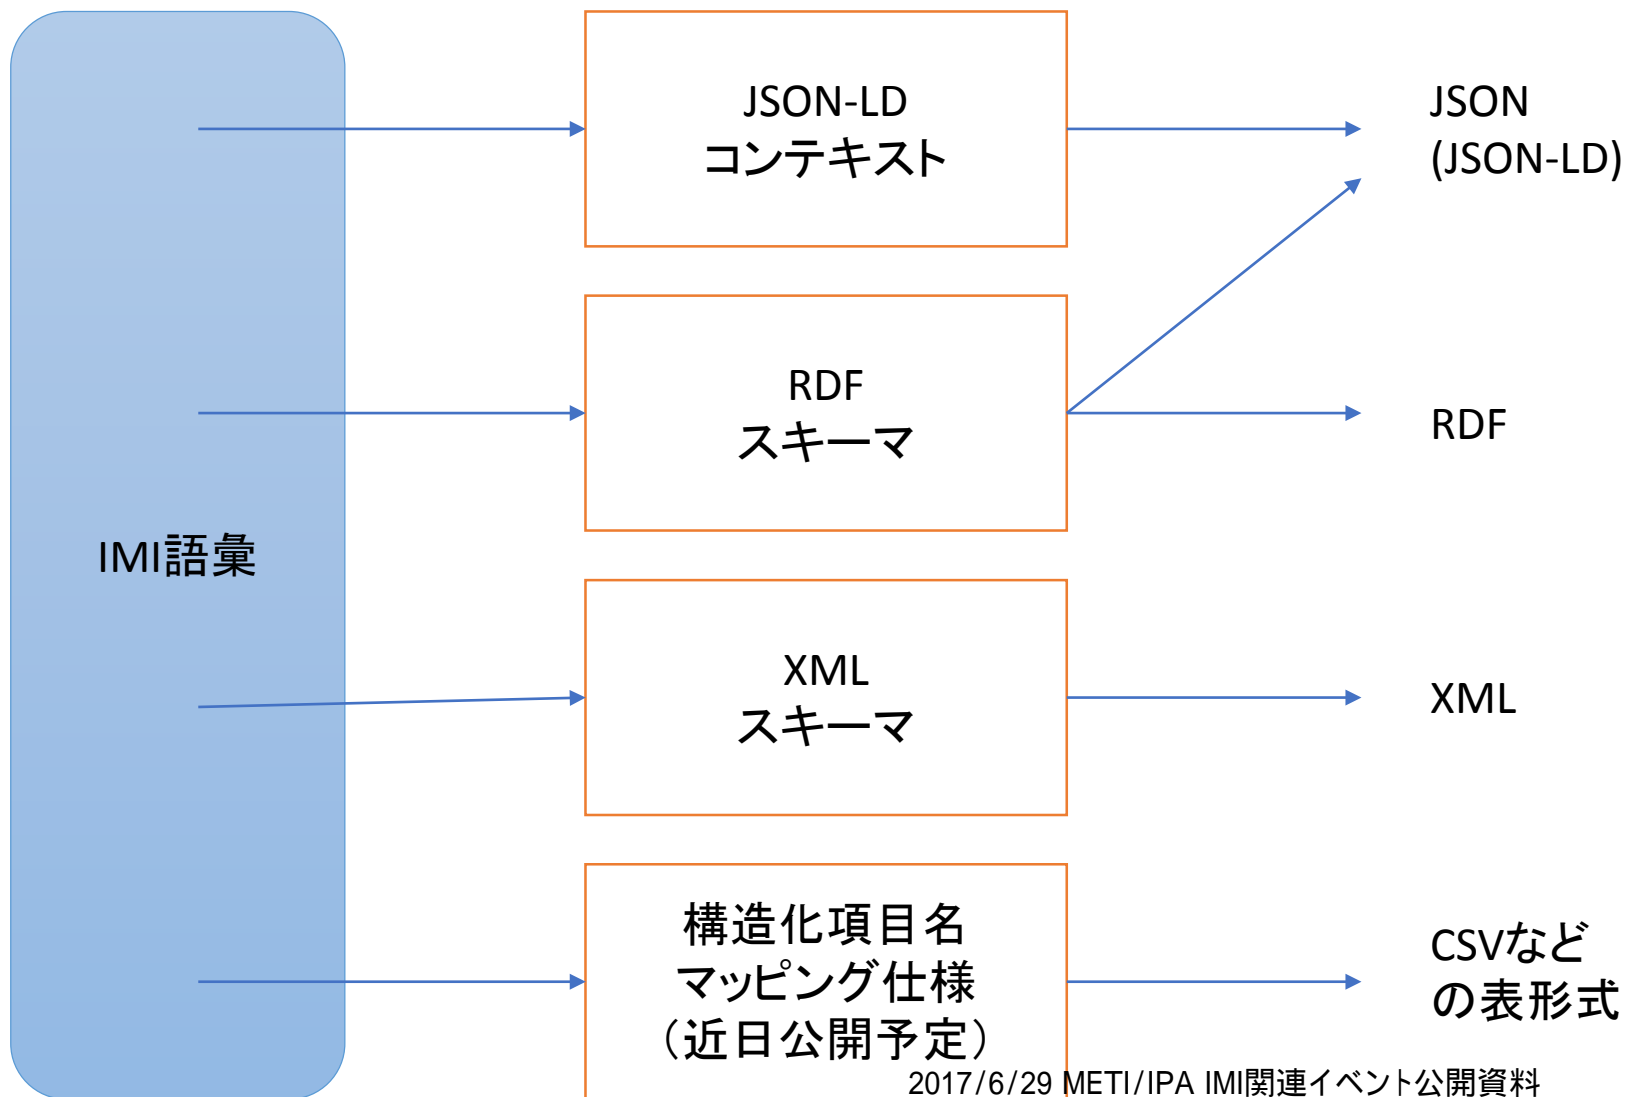 IMI語彙
JSON-LD
コンテキスト
JSON
(JSON-LD)
RDF
スキーマ
RDF
XML
スキーマ
XML
構造化項目名
マッピング仕様
（近日公開予定）
CSVなど
の表形式
2017/6/29 METI/IPA IMI関連イベント公開資料